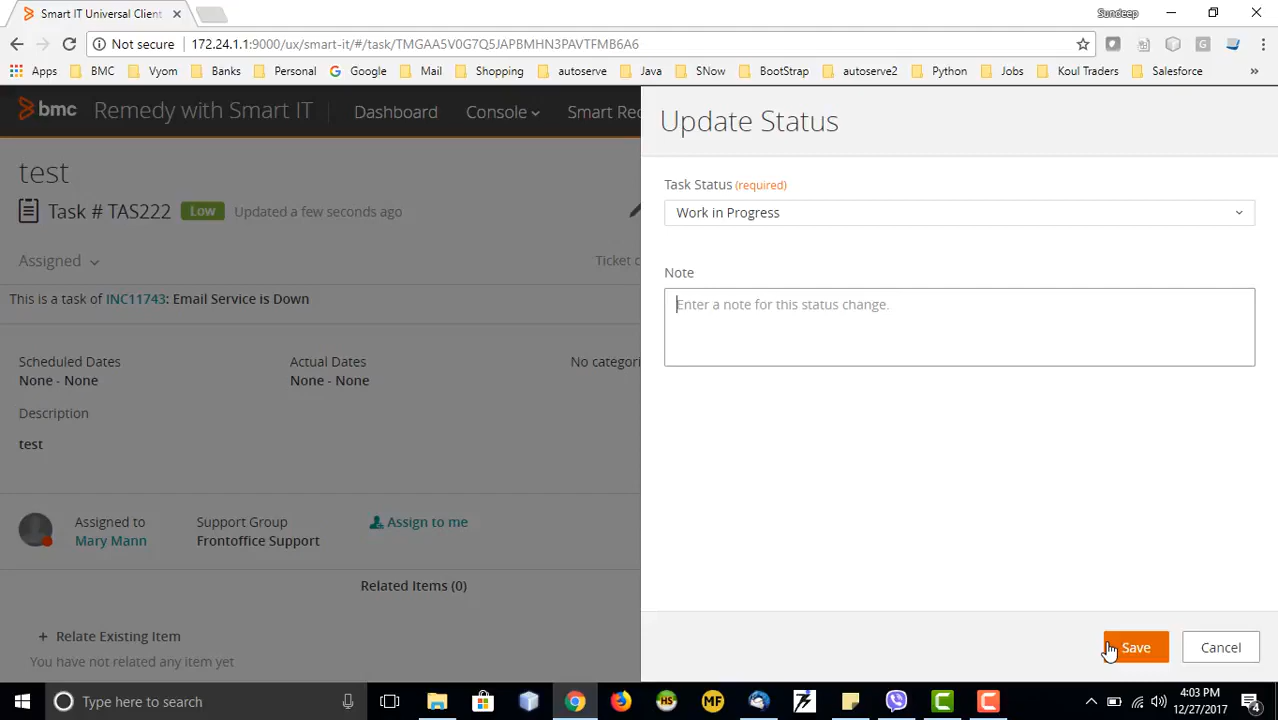 Smart IT Universal Client
Sundeep
Not secure 172.24.1.1:9000/ux/smart-it/#/task/TMGAA5V0G7Q5JAPBMHN3PAVTFMB6A6
Apps BMC Vyom Banks Personal Google Mail Shopping autoserve Java SNow BootStrap autoserve2 Python Jobs Koul Traders Salesforce »
bmc Remedy with Smart IT Dashboard Console Smart Rec
Update Status
test
Task # TAS222 Low Updated a few seconds ago
Assigned Ticket c
This is a task of INC11743: Email Service is Down
Scheduled Dates Actual Dates No categori
None - None None - None
Description
test
Assigned to Support Group Assign to me
Mary Mann Frontoffice Support
Related Items (0)
+ Relate Existing Item
You have not related any item yet
Task Status (required)
Work in Progress
Note
Enter a note for this status change.
Save Cancel
Type here to search
HS MF
4:03 PM
12/27/2017
4